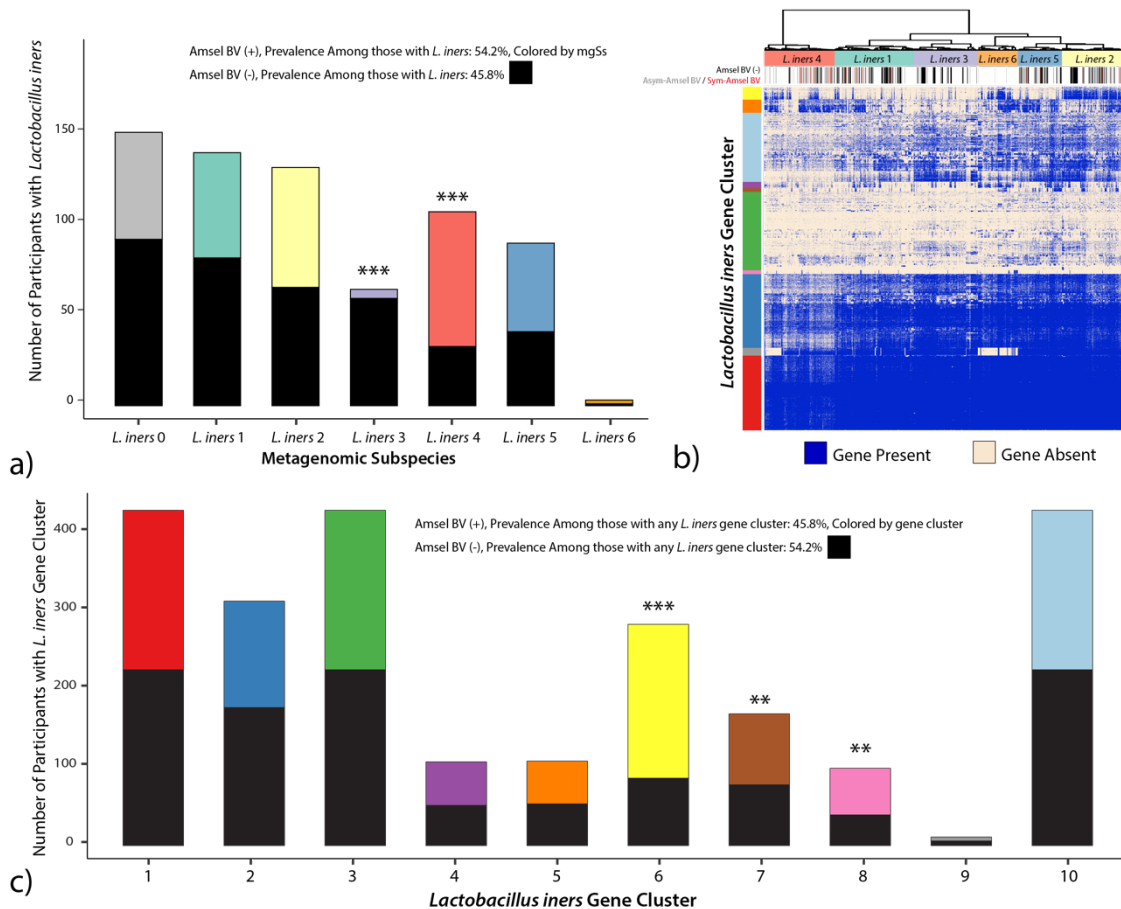 Amsel BV (+), Prevalence Among those with L. iners: 54.2%, Colored by mgSs
Amsel BV (-), Prevalence Among those with L. iners: 45.8%
Number of Participants with Lactobacillus iners
150
100
50
0
***
***
L. iners 0 L. iners 1 L. iners 2 L. iners 3 L. iners 4 L. iners 5 L. iners 6
Metagenomic Subspecies
a)
L. iners 4 L. iners 1 L. iners 3 L. iners 6 L. iners 5 L. iners 2
Amsel BV (-)
Asym-Amsel BV / Sym-Amsel BV
Lactobacillus iners Gene Cluster
Gene Present Gene Absent
b)
Amsel BV (+), Prevalence Among those with any L. iners gene cluster: 45.8%, Colored by gene cluster
Amsel BV (-), Prevalence Among those with any L. iners gene cluster: 54.2%
Number of Participants with L. iners Gene Cluster
400
300
200
100
0
***
**
**
1 2 3 4 5 6 7 8 9 10
Lactobacillus iners Gene Cluster
c)